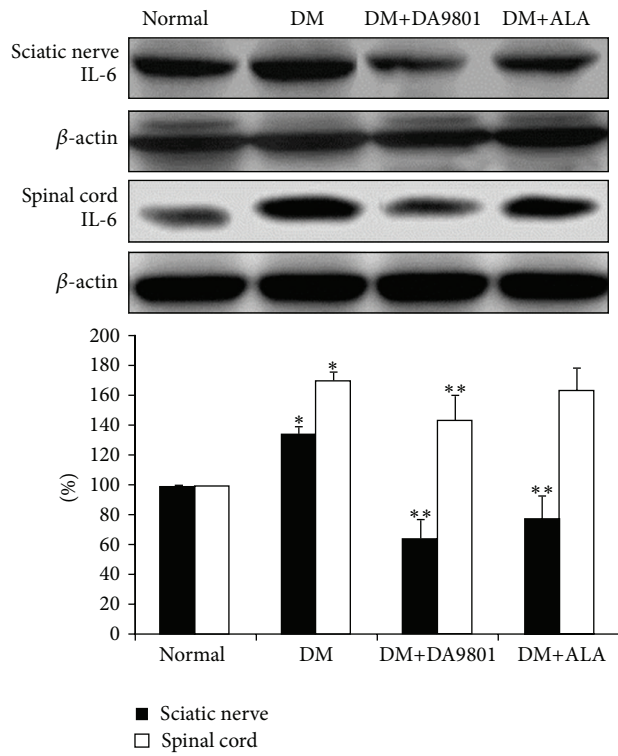 Normal DM DM+DA9801 DM+ALA
Sciatic nerve
IL-6
β-actin
Spinal cord
IL-6
β-actin
200
180
160
140
120
100
80
60
40
20
0
(%)
* * ** ** **
Normal DM DM+DA9801 DM+ALA
Sciatic nerve
Spinal cord